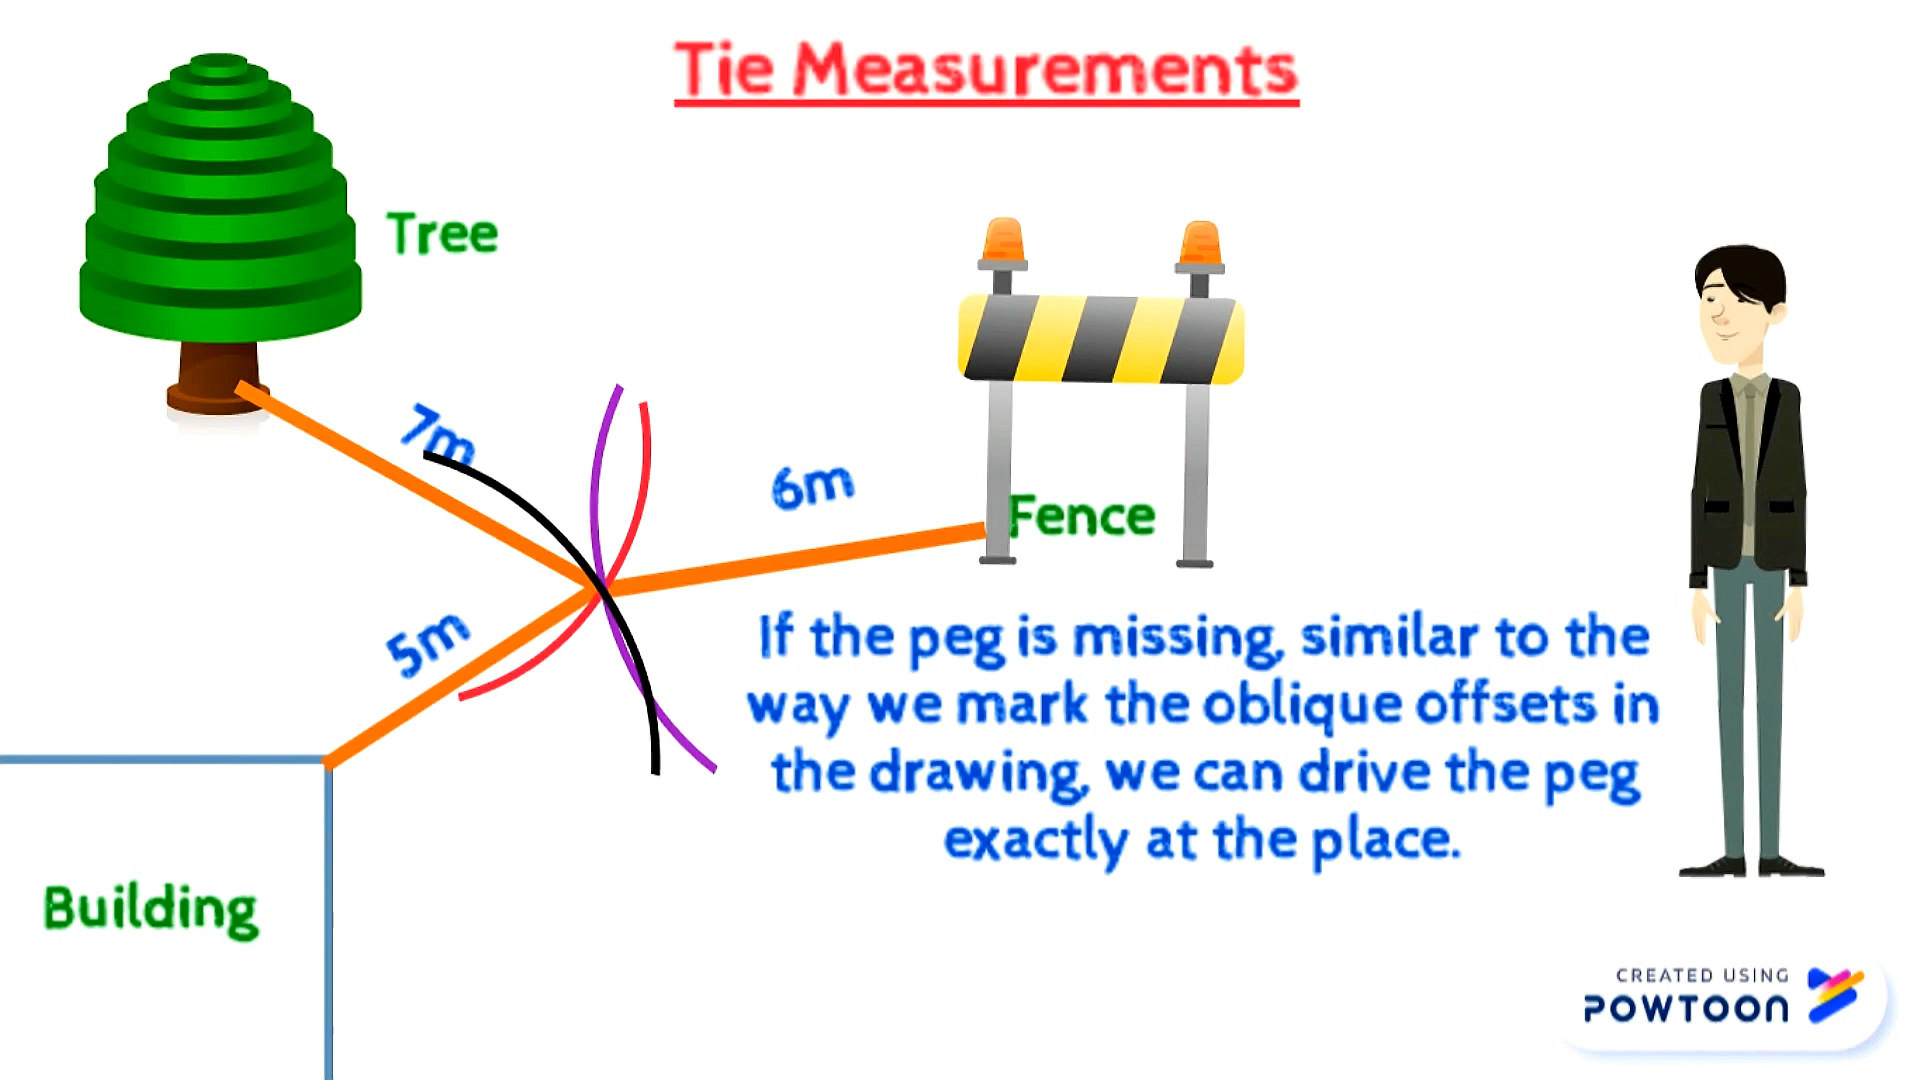 Tie Measurements
Tree
7m
6m
Fence
5m
If the peg is missing, similar to the
way we mark the oblique offsets in
the drawing, we can drive the peg
exactly at the place.
Building
CREATED USING
POWTOON